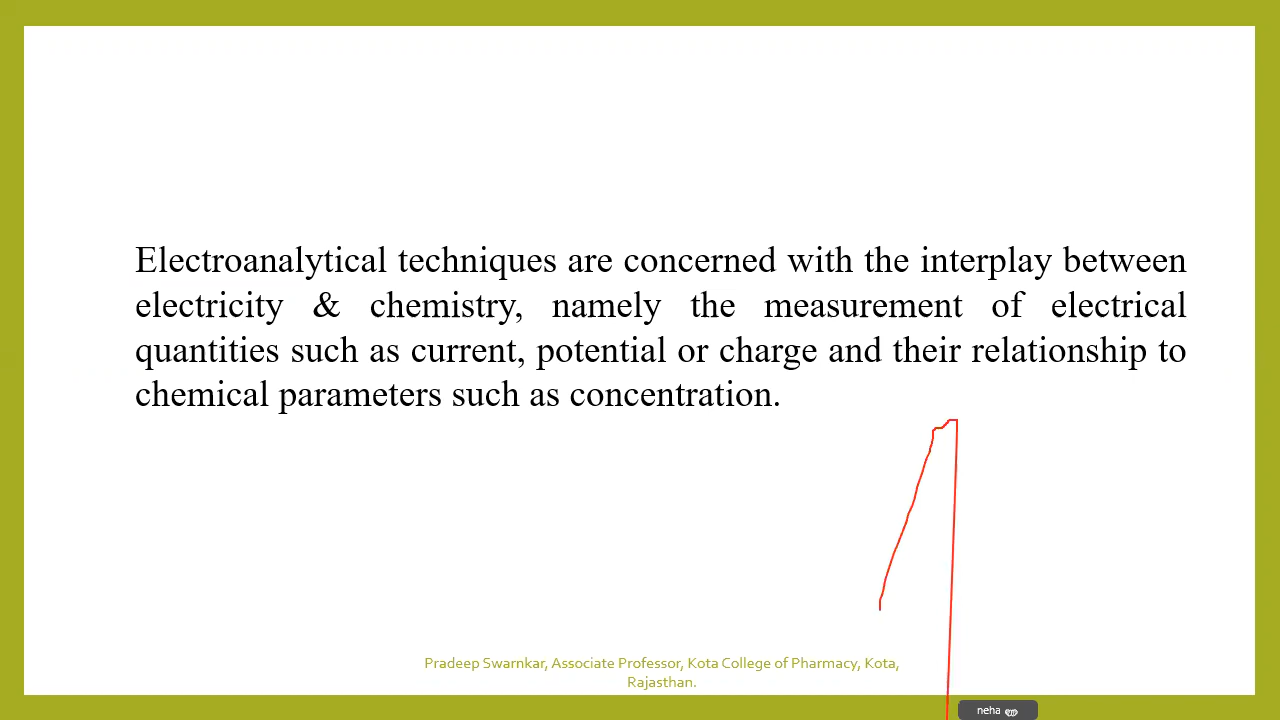 Electroanalytical techniques are concerned with the interplay between
electricity & chemistry, namely the measurement of electrical
quantities such as current, potential or charge and their relationship to
chemical parameters such as concentration.
Pradeep Swarnkar, Associate Professor, Kota College of Pharmacy, Kota,
Rajasthan.
neha